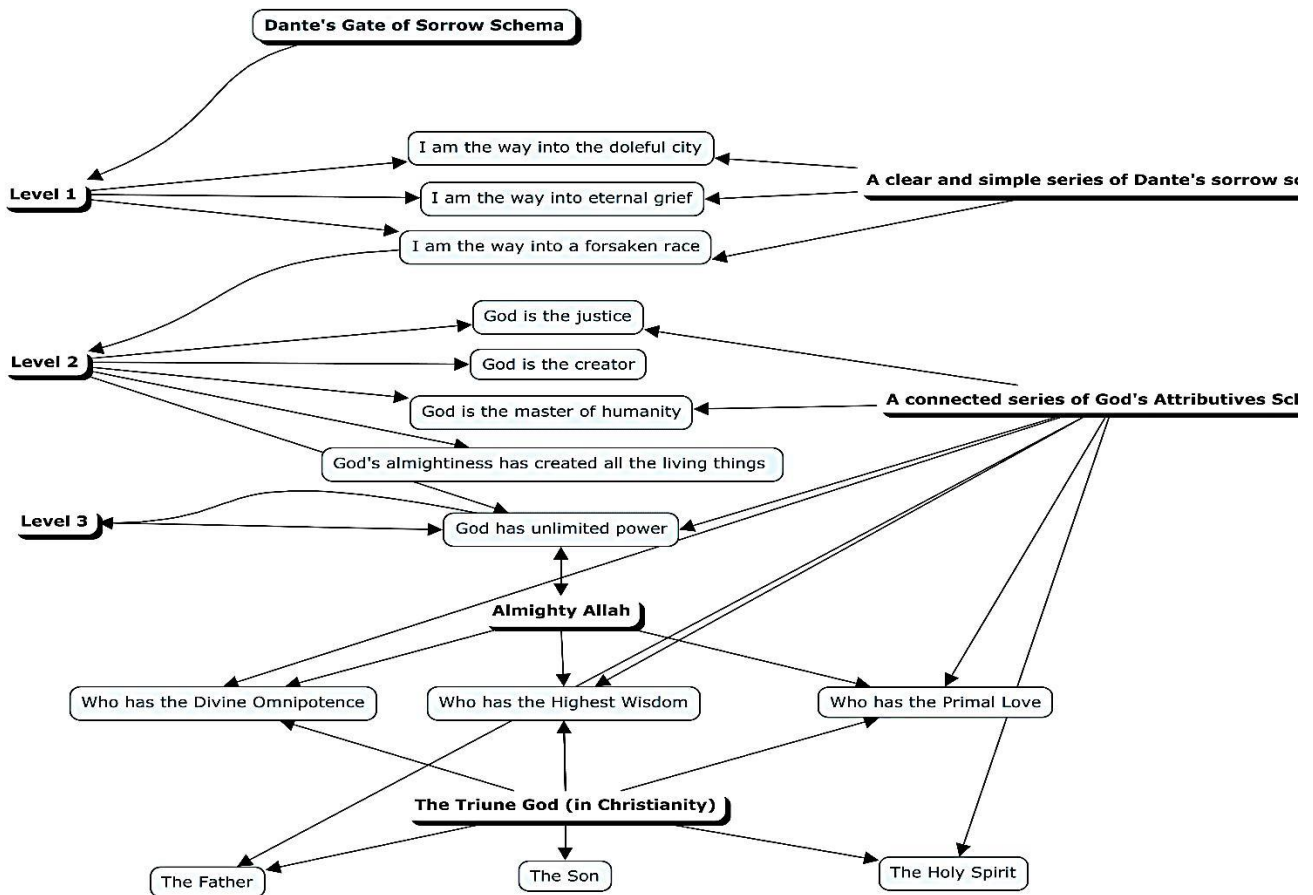 Dante's Gate of Sorrow Schema
I am the way into the doleful city
Level 1
A clear and simple series of Dante's sorrow
I am the way into eternal grief
I am the way into a forsaken race
God is the justice
Level 2
God is the creator
A connected series of God's Attributives
God is the master of humanity
God's almightiness has created all the living things
Level 3
God has unlimited power
Almighty Allah
Who has the Divine Omnipotence
Who has the Highest Wisdom
Who has the Primal Love
The Triune God (in Christianity)
The Father
The Son
The Holy Spirit